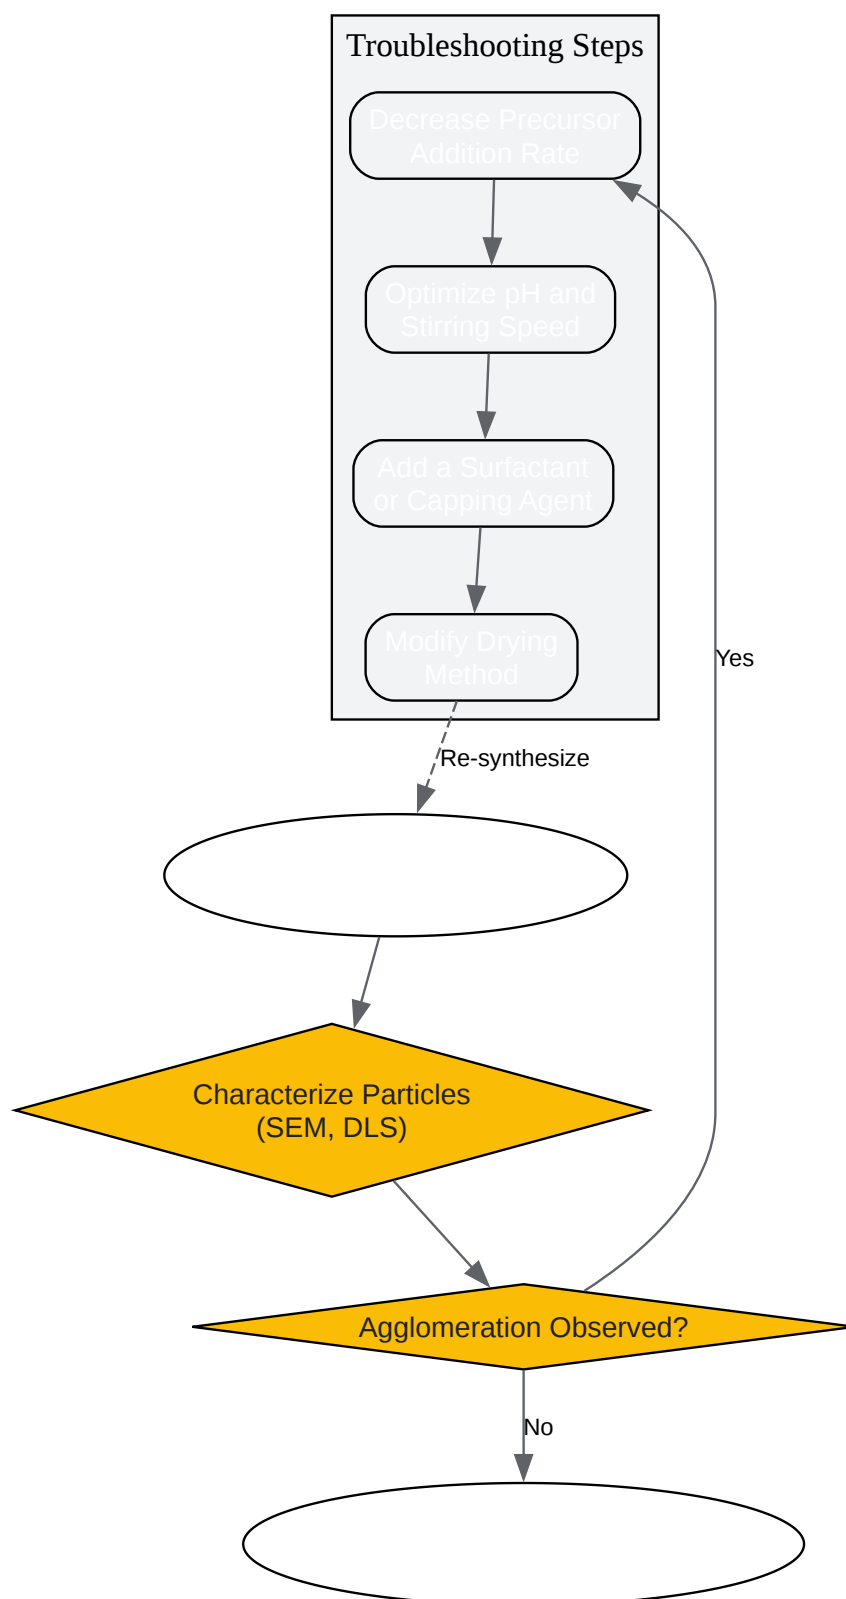 Troubleshooting Steps
Decrease Precursor
Addition Rate
Optimize pH and
Stirring Speed
Add a Surfactant
or Capping Agent
Modify Drying
Method
Yes
Re-synthesize
Characterize Particles
(SEM, DLS)
Agglomeration Observed?
No